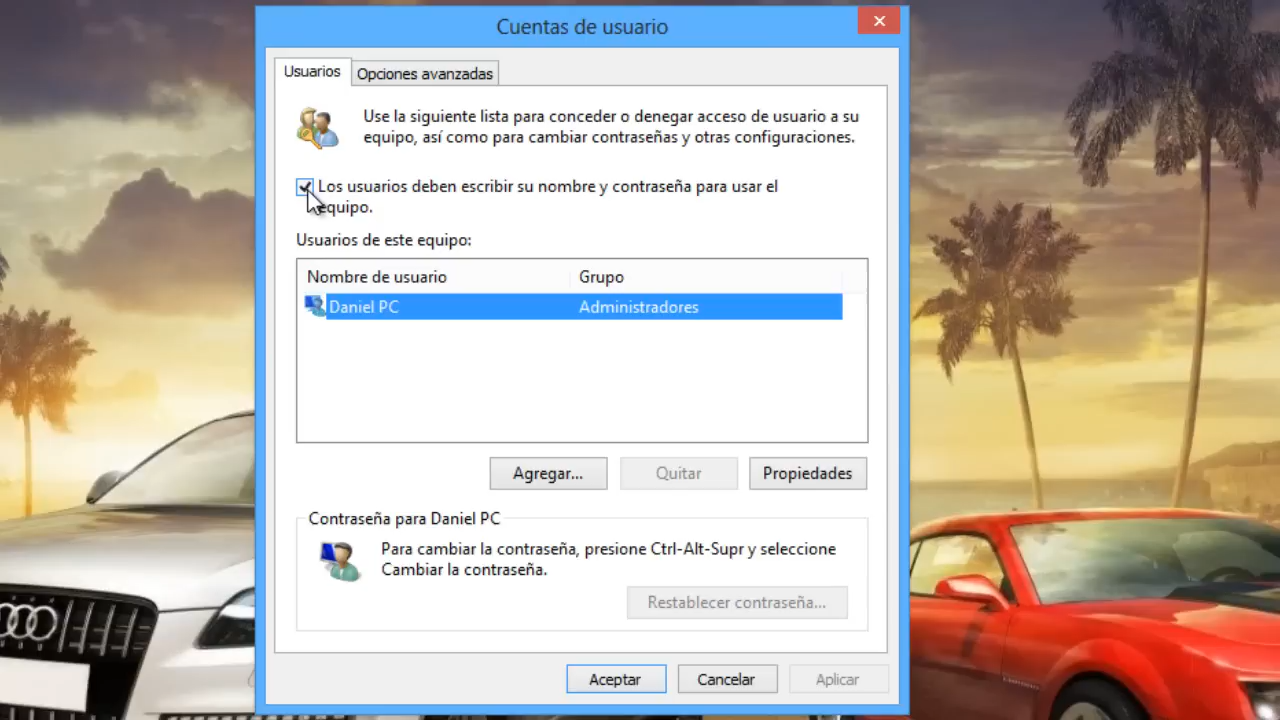 Cuentas de usuario
Usuarios
Opciones avanzadas
Use la siguiente lista para conceder o denegar acceso de usuario a su
equipo, así como para cambiar contraseñas y otras configuraciones.
Los usuarios deben escribir su nombre y contraseña para usar el
equipo.
Usuarios de este equipo:
Nombre de usuario Grupo
Daniel PC Administradores
Agregar... Quitar Propiedades
Contraseña para Daniel PC
Para cambiar la contraseña, presione Ctrl-Alt-Supr y seleccione
Cambiar la contraseña.
Restablecer contraseña...
Aceptar Cancelar Aplicar